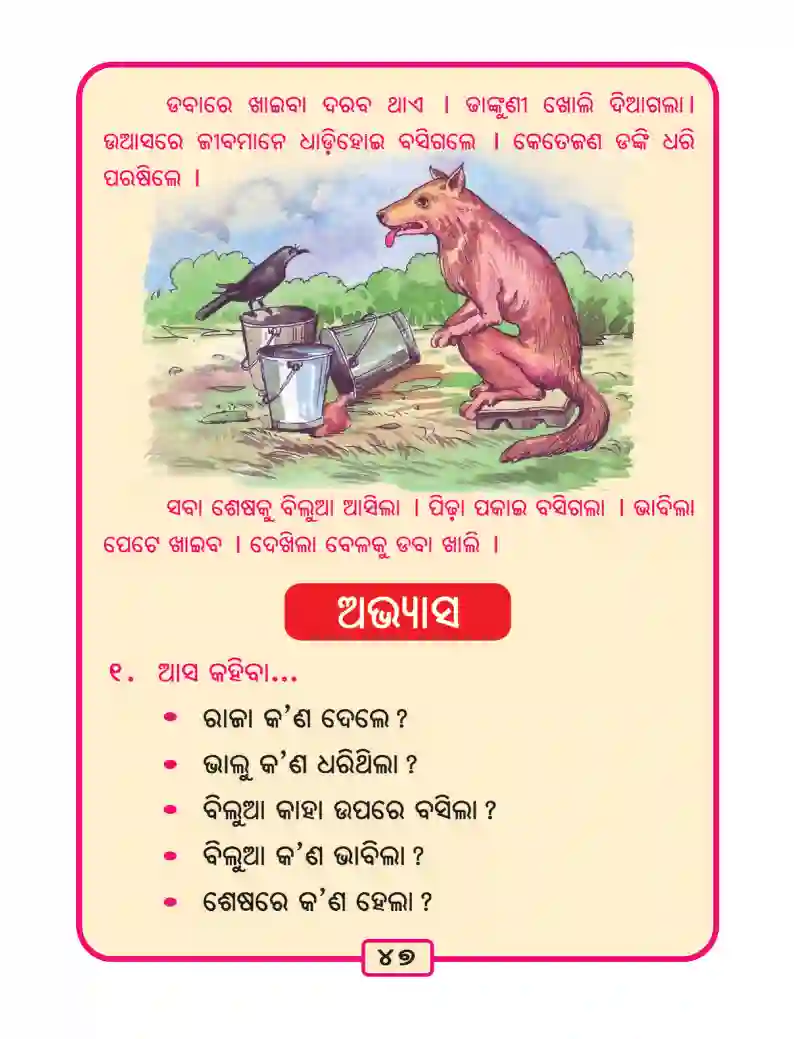 ଡବାରେ ଖାଇବା ଦରବ ଥାଏ । ଢାଙ୍କୁଣୀ ଖୋଲି ଦିଆଗଲା।
ଉଆସରେ ଜୀବମାନେ ଧାଡ଼ିହୋଇ ବସିଗଲେ । କେତେଜଣ ଡଙ୍କି ଧରି
ପରଷିଲେ ।
ସବା ଶେଷକୁ ବିଲୁଆ ଆସିଲା । ପିଢ଼ା ପକାଇ ବସିଗଲା । ଭାବିଲା
ପେଟେ ଖାଇବ । ଦେଖିଲା ବେଳକୁ ଡବା ଖାଲି ।
ଅଭ୍ୟାସ
୧. ଆସ କହିବା...
• ରାଜା କ'ଣ ଦେଲେ ?
• ଭାଲୁ କ'ଣ ଧରିଥିଲା ?
• ବିଲୁଆ କାହା ଉପରେ ବସିଲା ?
• ବିଲୁଆ କ'ଣ ଭାବିଲା ?
• ଶେଷରେ କ'ଣ ହେଲା ?
୪୭